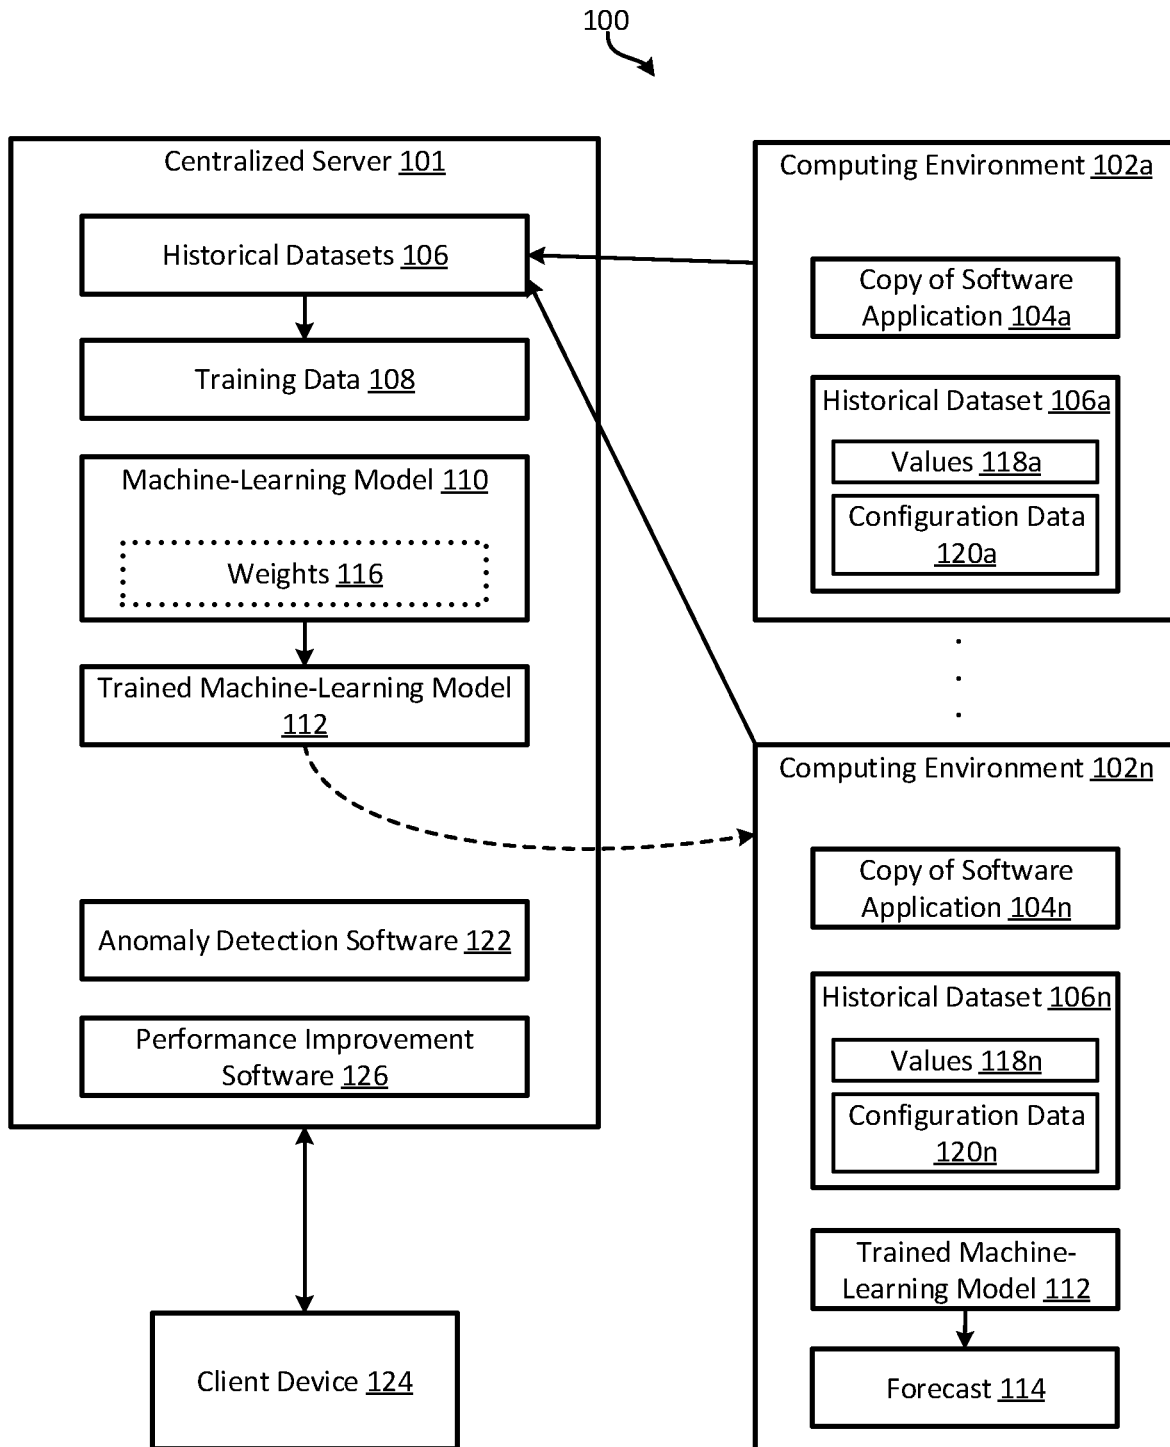 100
Centralized Server 101
Historical Datasets 106
Training Data 108
Machine-Learning Model 110
Weights 116
Trained Machine-Learning Model
112
Anomaly Detection Software 122
Performance Improvement
Software 126
Client Device 124
Computing Environment 102a
Copy of Software
Application 104a
Historical Dataset 106a
Values 118a
Configuration Data
120a
.
.
.
Computing Environment 102n
Copy of Software
Application 104n
Historical Dataset 106n
Values 118n
Configuration Data
120n
Trained Machine-
Learning Model 112
Forecast 114